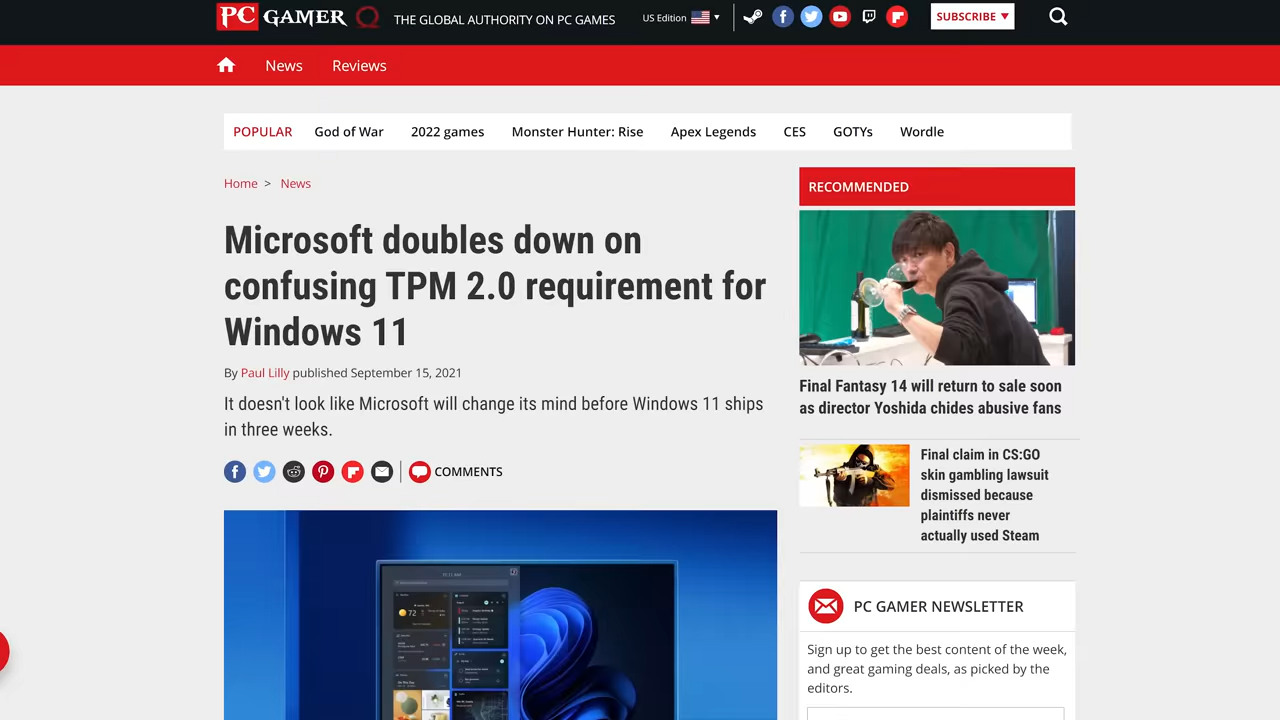 PC GAMER
THE GLOBAL AUTHORITY ON PC GAMES
US Edition
SUBSCRIBE
News
Reviews
POPULAR
God of War
2022 games
Monster Hunter: Rise
Apex Legends
CES
GOTYs
Wordle
Home > News
Microsoft doubles down on
confusing TPM 2.0 requirement for
Windows 11
By Paul Lilly published September 15, 2021
It doesn't look like Microsoft will change its mind before Windows 11 ships
in three weeks.
COMMENTS
RECOMMENDED
Final Fantasy 14 will return to sale soon
as director Yoshida chides abusive fans
Final claim in CS:GO
skin gambling lawsuit
dismissed because
plaintiffs never
actually used Steam
PC GAMER NEWSLETTER
Sign up to get the best content of the week,
and great gaming deals, as picked by the
editors.